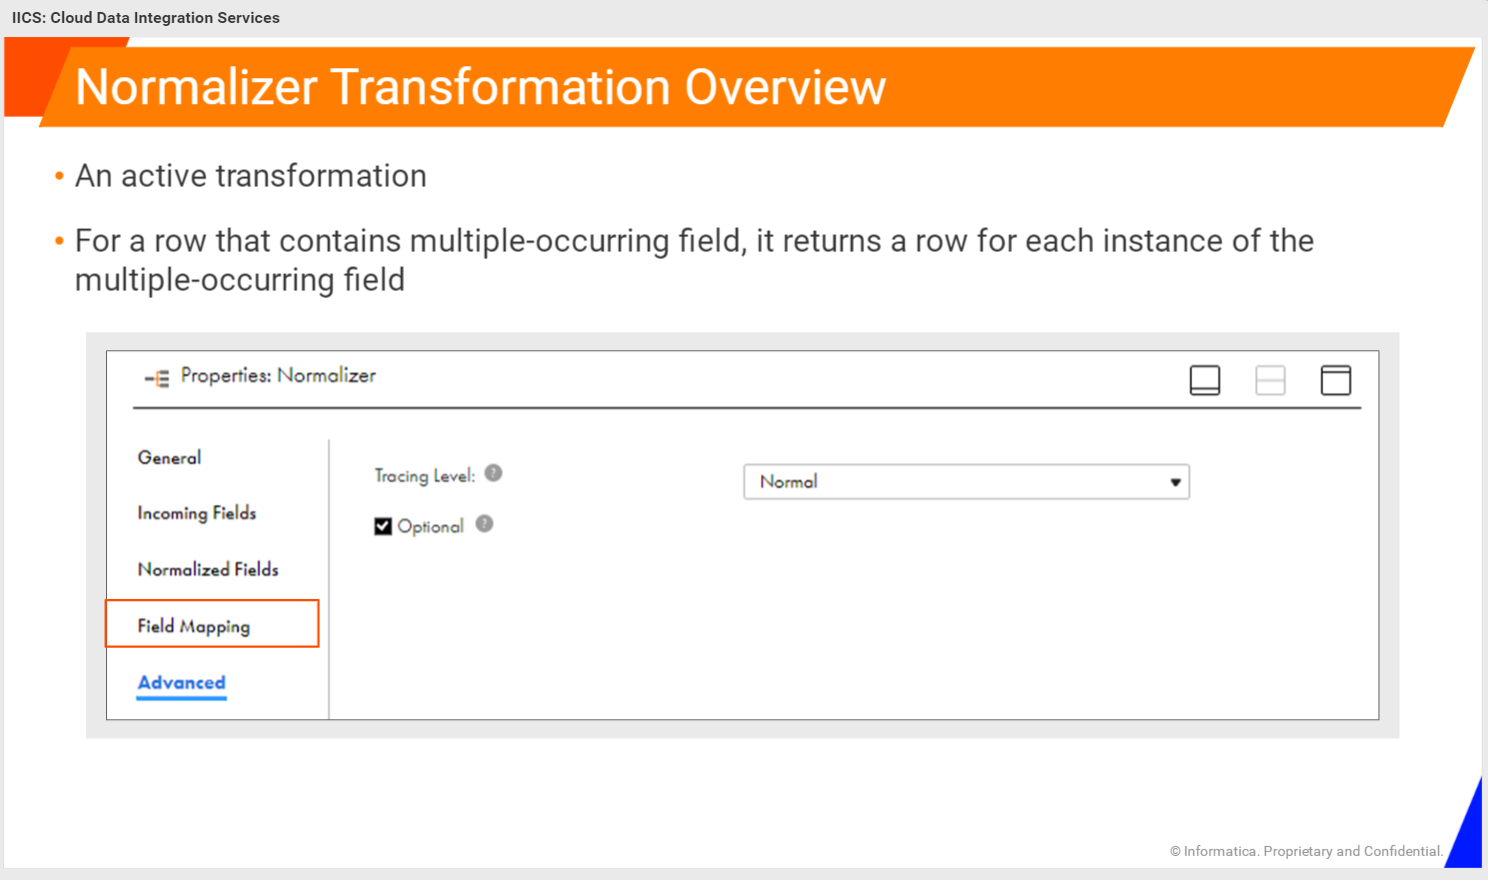 IICS: Cloud Data Integration Services
Normalizer Transformation Overview
• An active transformation
• For a row that contains multiple-occurring field, it returns a row for each instance of the
multiple-occurring field
Properties: Normalizer
General
Incoming Fields
Normalized Fields
Field Mapping
Advanced
Tracing Level: ?
Normal
Optional ?
© Informatica. Proprietary and Confidential.